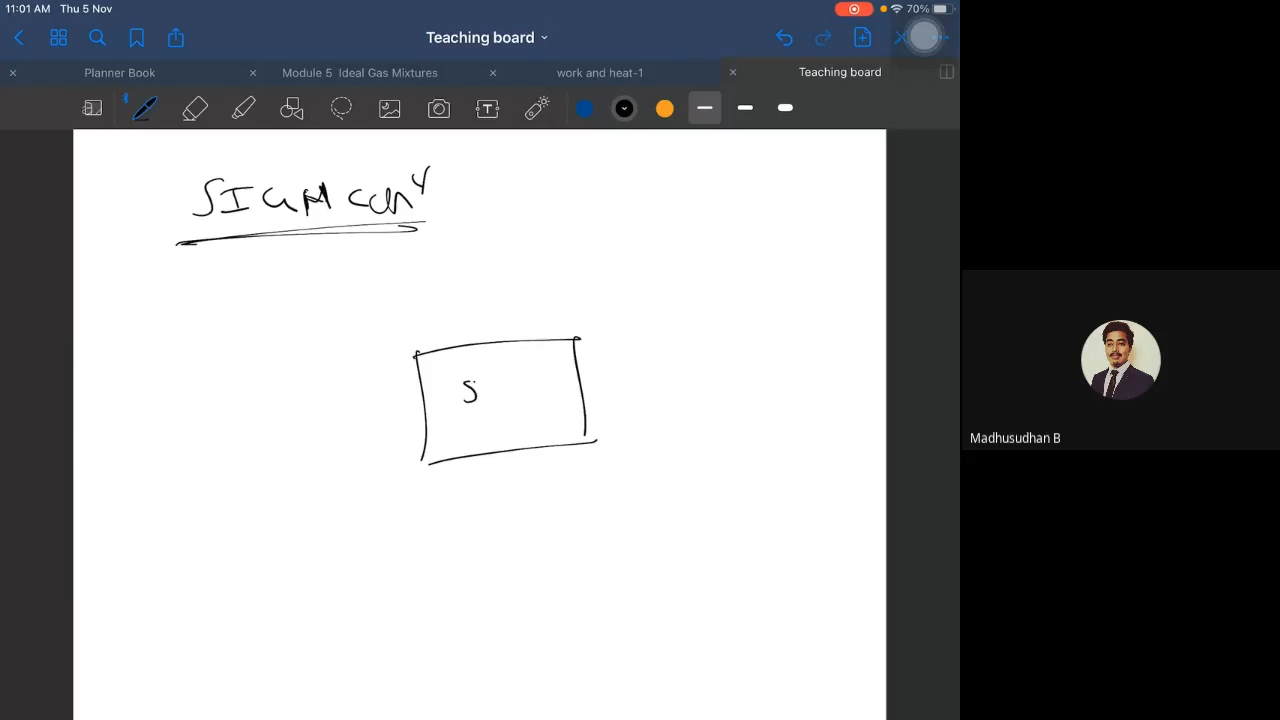 11:01 AM Thu 5 Nov
70%
Teaching board
Planner Book
Module 5 Ideal Gas Mixtures
work and heat-1
Teaching board
T
SIGN
S
Madhusudhan B